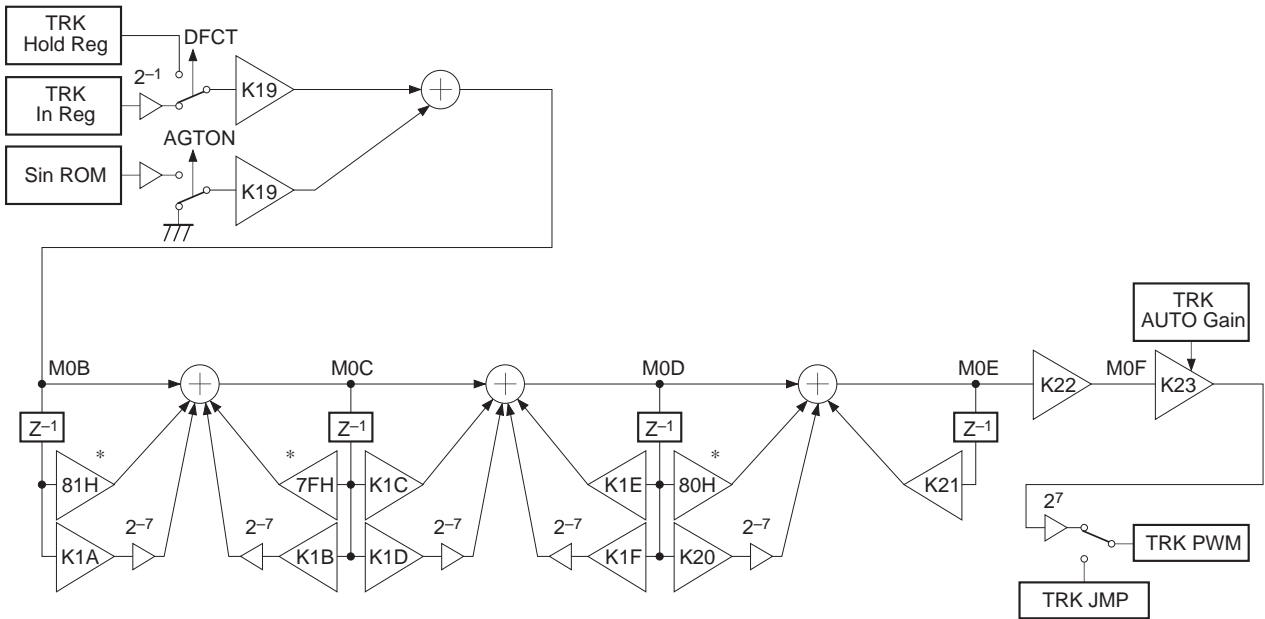 TRK
Hold Reg
DFCT
2–1
TRK
In Reg
K19
AGTON
Sin ROM
K19
TRK
AUTO Gain
M0B
M0C
M0D
M0E
K22
M0F
K23
Z–1
Z–1
Z–1
Z–1
*
*
*
81H
7FH
K1C
K1E
80H
K21
2–7
2–7
2–7
2–7
2–7
27
K1A
K1B
K1D
K1F
K20
TRK PWM
TRK JMP